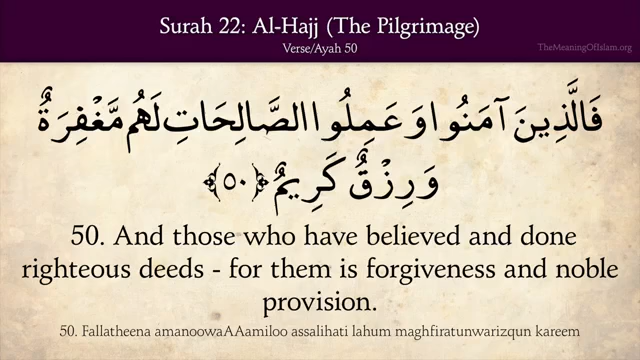 Surah 22: Al-Hajj (The Pilgrimage)
Verse/Ayah 50
TheMeaningOfIslam.org
فَالَّذِينَ آمَنُوا وَعَمِلُوا الصَّالِحَاتِ لَهُم مَّغْفِرَةٌ
وَرِزْقٌ كَرِيمٌ ﴿٥٠﴾
50. And those who have believed and done
righteous deeds - for them is forgiveness and noble
provision.
50. Fallatheena amanoowaAAamiloo assalihati lahum maghfiratunwarizqun kareem